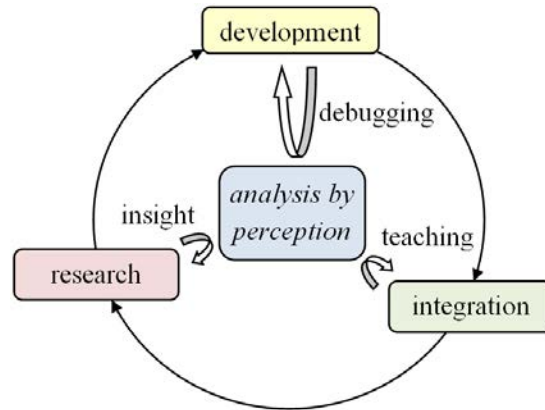 development
debugging
analysis by
perception
insight
teaching
research
integration